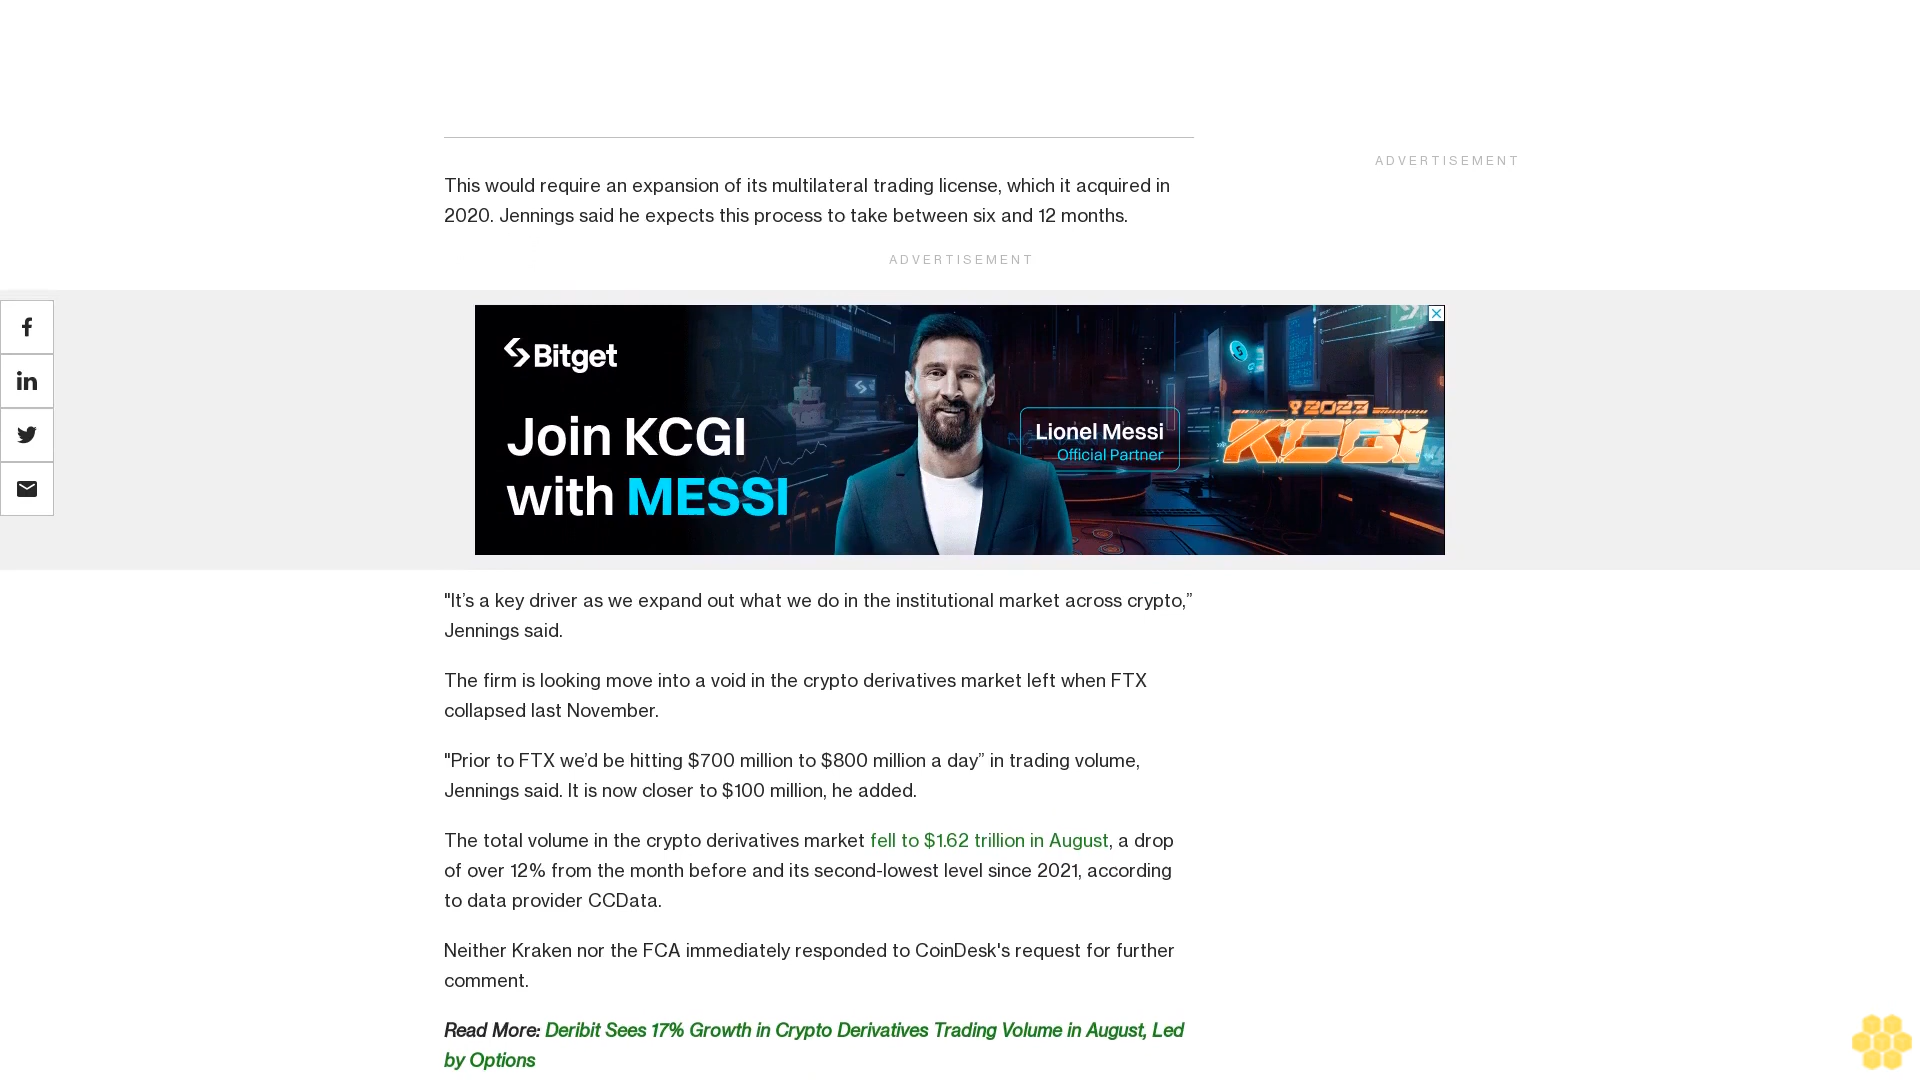 ADVERTISEMENT
This would require an expansion of its multilateral trading license, which it acquired in
2020. Jennings said he expects this process to take between six and 12 months.
ADVERTISEMENT
Bitget
Join KCGI
with MESSI
Lionel Messi
Official Partner
2023
KCGI
"It’s a key driver as we expand out what we do in the institutional market across crypto,”
Jennings said.
The firm is looking move into a void in the crypto derivatives market left when FTX
collapsed last November.
"Prior to FTX we’d be hitting $700 million to $800 million a day” in trading volume,
Jennings said. It is now closer to $100 million, he added.
The total volume in the crypto derivatives market fell to $1.62 trillion in August, a drop
of over 12% from the month before and its second-lowest level since 2021, according
to data provider CCData.
Neither Kraken nor the FCA immediately responded to CoinDesk's request for further
comment.
Read More: Deribit Sees 17% Growth in Crypto Derivatives Trading Volume in August, Led
by Options